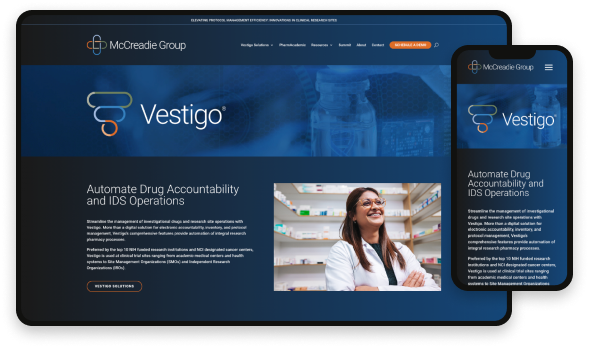 ELEVATING PROTOCOL MANAGEMENT EFFICIENCY: INNOVATIONS IN CLINICAL RESEARCH SITES
McCreadie Group
Vestigo Solutions PharmAcademic Resources Summit About Contact SCHEDULE A DEMO
Vestigo®
Automate Drug Accountability
and IDS Operations
Streamline the management of investigational drugs and research site operations with
Vestigo. More than a digital solution for electronic accountability, inventory, and protocol
management, Vestigo's comprehensive features provide automation of integral research
pharmacy processes.
Preferred by the top 10 NIH funded research institutions and NCI designated cancer centers,
Vestigo is used at clinical trial sites ranging from academic medical centers and health
systems to Site Management Organizations (SMOs) and Independent Research
Organizations (IROs).
VESTIGO SOLUTIONS
McCreadie Group
Vestigo®
Automate Drug
Accountability
and IDS
Operations
Streamline the management of investigational
drugs and research site operations with
Vestigo. More than a digital solution for
electronic accountability, inventory, and
protocol management, Vestigo's
comprehensive features provide automation of
integral research pharmacy processes.
Preferred by the top 10 NIH funded research
institutions and NCI designated cancer centers,
Vestigo is used at clinical trial sites ranging
from academic medical centers and health
systems to Site Management Organizations